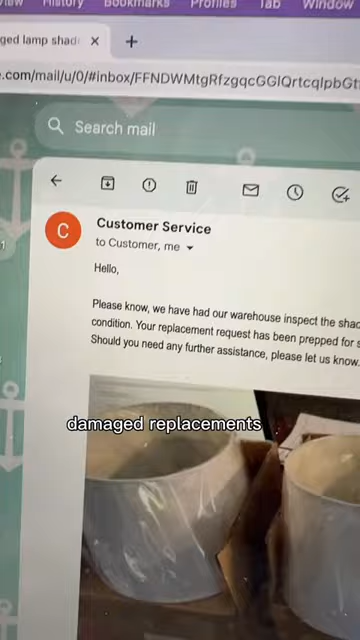 View History Bookmarks Profiles Tab Window
ged lamp shad
.com/mail/u/0/#inbox/FFNDWMtgRfzgqcGGlQrtcqlpbGt
Search mail
C
Customer Service
to Customer, me
Hello,
Please know, we have had our warehouse inspect the shad
condition. Your replacement request has been prepped for s
Should you need any further assistance, please let us know.
damaged replacements